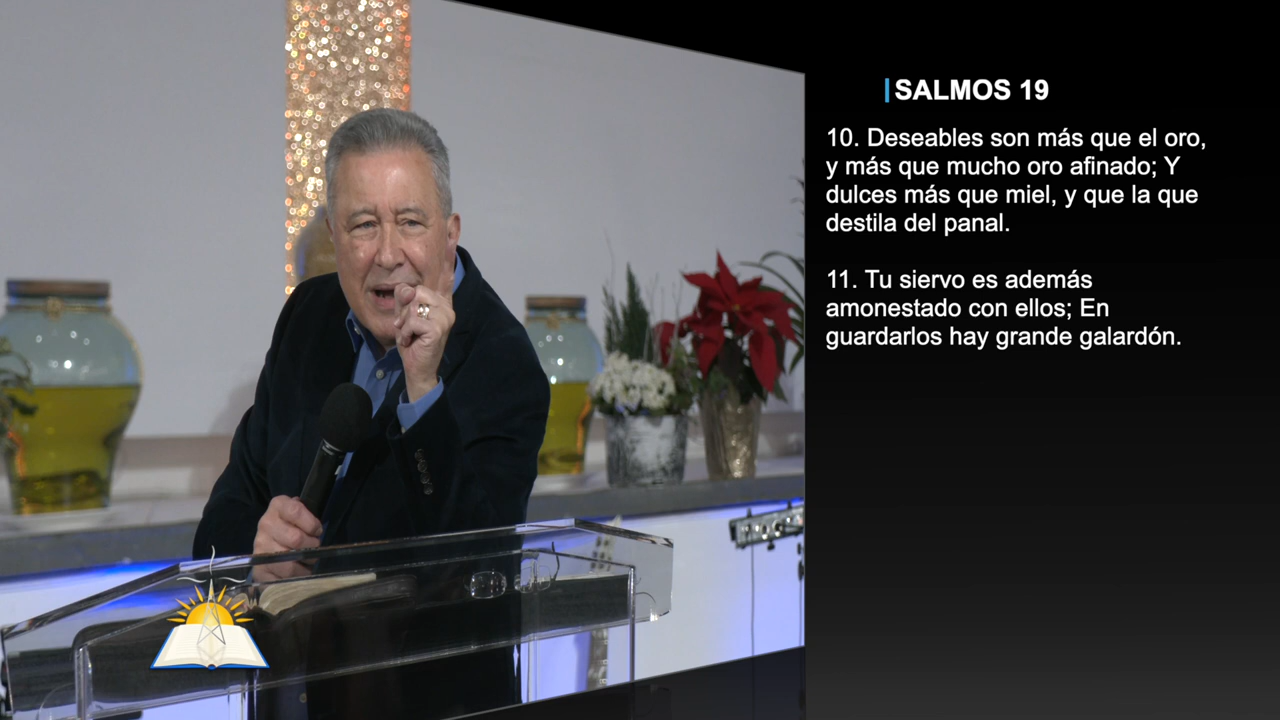 SALMOS 19
10. Deseables son más que el oro,
y más que mucho oro afinado; Y
dulces más que miel, y que la que
destila del panal.
11. Tu siervo es además
amonestado con ellos; En
guardarlos hay grande galardón.